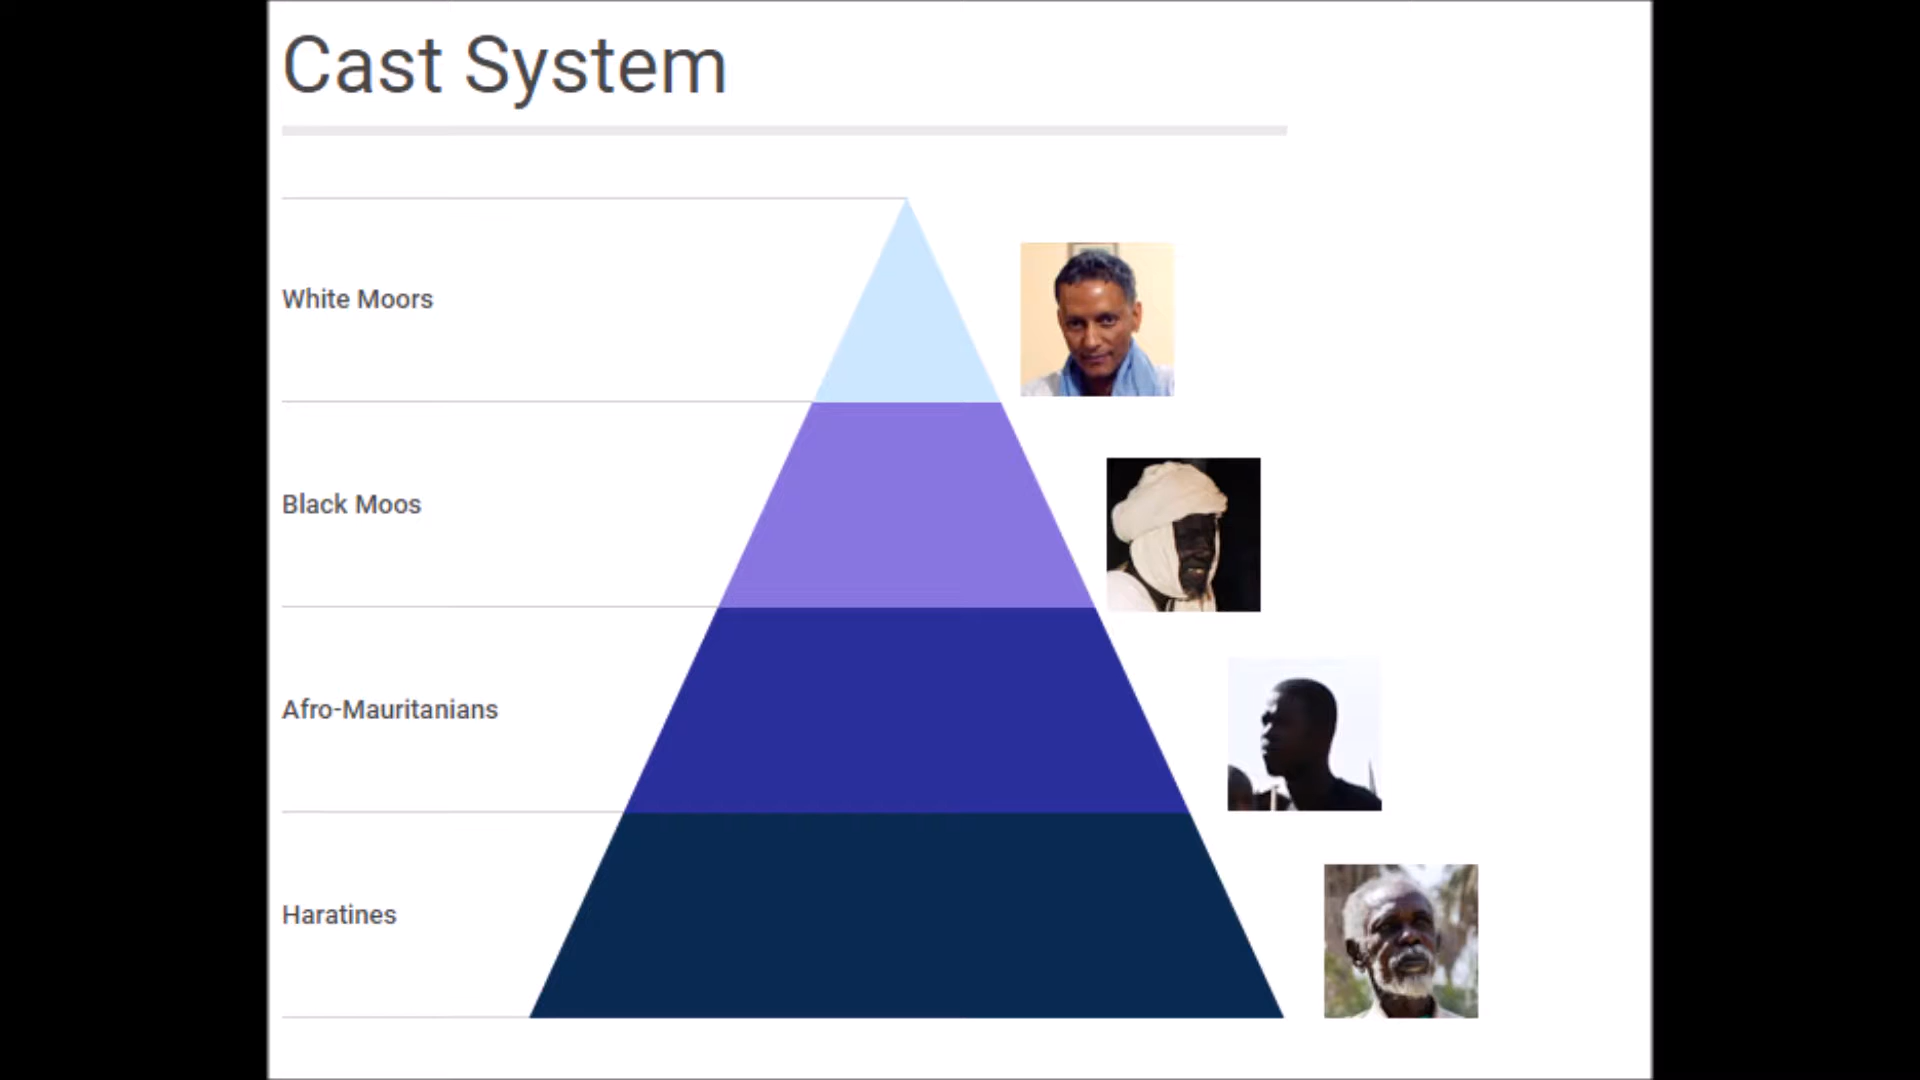 Cast System
White Moors
Black Moos
Afro-Mauritanians
Haratines